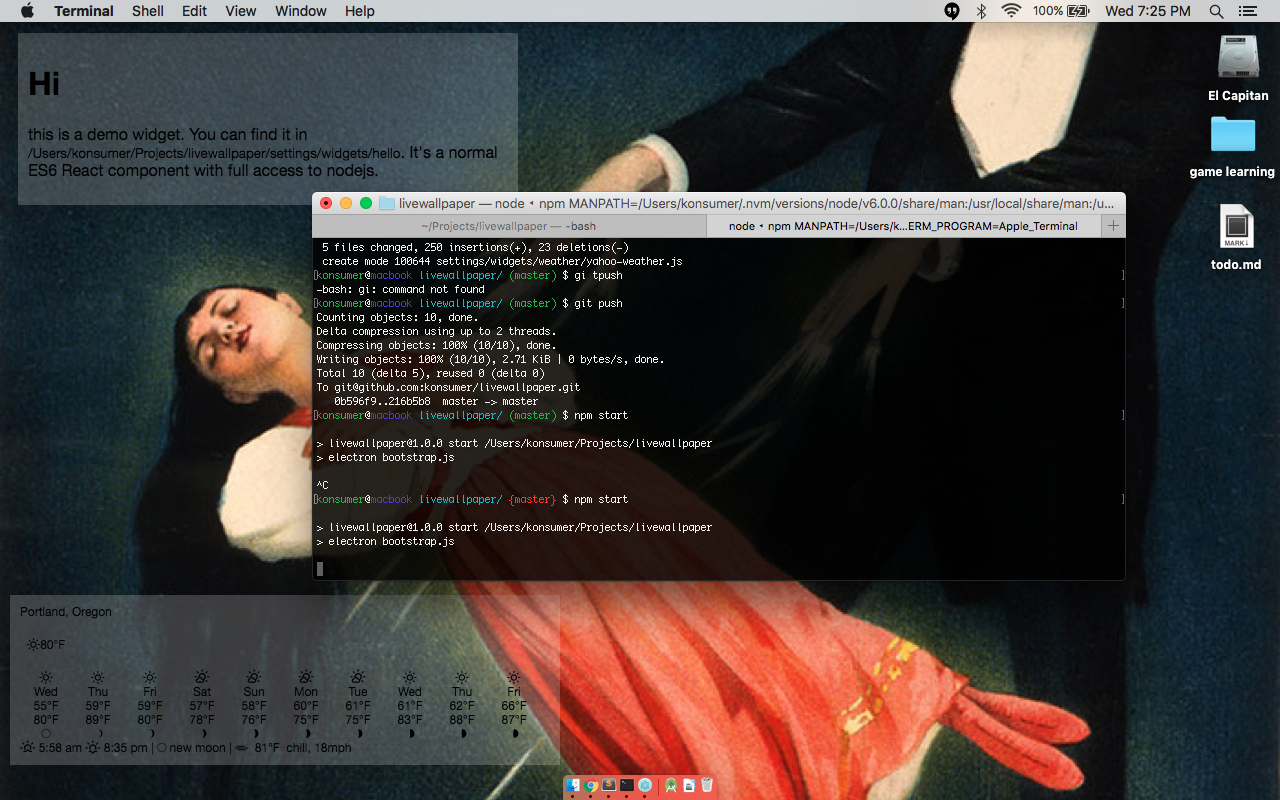 Terminal Shell Edit View Window Help 100% Wed 7:25 PM
Hi
this is a demo widget. You can find it in
/Users/konsumer/Projects/livewallpaper/settings/widgets/hello. It's a normal
ES6 React component with full access to nodejs.
El Capitan
game learning
MARK↓
todo.md
livewallpaper — node ◂ npm MANPATH=/Users/konsumer/.nvm/versions/node/v6.0.0/share/man:/usr/local/share/man:/u...
~/Projects/livewallpaper — -bash
node ◂ npm MANPATH=/Users/k...ERM_PROGRAM=Apple_Terminal
5 files changed, 250 insertions(+), 23 deletions(-)
create mode 100644 settings/widgets/weather/yahoo-weather.js
[konsumer@macbook livewallpaper/ (master) $ gi tpush ]
-bash: gi: command not found
[konsumer@macbook livewallpaper/ (master) $ git push ]
Counting objects: 10, done.
Delta compression using up to 2 threads.
Compressing objects: 100% (10/10), done.
Writing objects: 100% (10/10), 2.71 KiB | 0 bytes/s, done.
Total 10 (delta 5), reused 0 (delta 0)
To git@github.com:konsumer/livewallpaper.git
0b596f9..216b5b8 master -> master
[konsumer@macbook livewallpaper/ (master) $ npm start ]
> livewallpaper@1.0.0 start /Users/konsumer/Projects/livewallpaper
> electron bootstrap.js
^C
[konsumer@macbook livewallpaper/ {master} $ npm start ]
> livewallpaper@1.0.0 start /Users/konsumer/Projects/livewallpaper
> electron bootstrap.js
Portland, Oregon
80°F
Wed Thu Fri Sat Sun Mon Tue Wed Thu Fri
55°F 59°F 59°F 57°F 58°F 60°F 61°F 61°F 62°F 66°F
80°F 89°F 80°F 78°F 76°F 75°F 75°F 83°F 88°F 87°F
5:58 am 8:35 pm | new moon | 81°F chill, 18mph